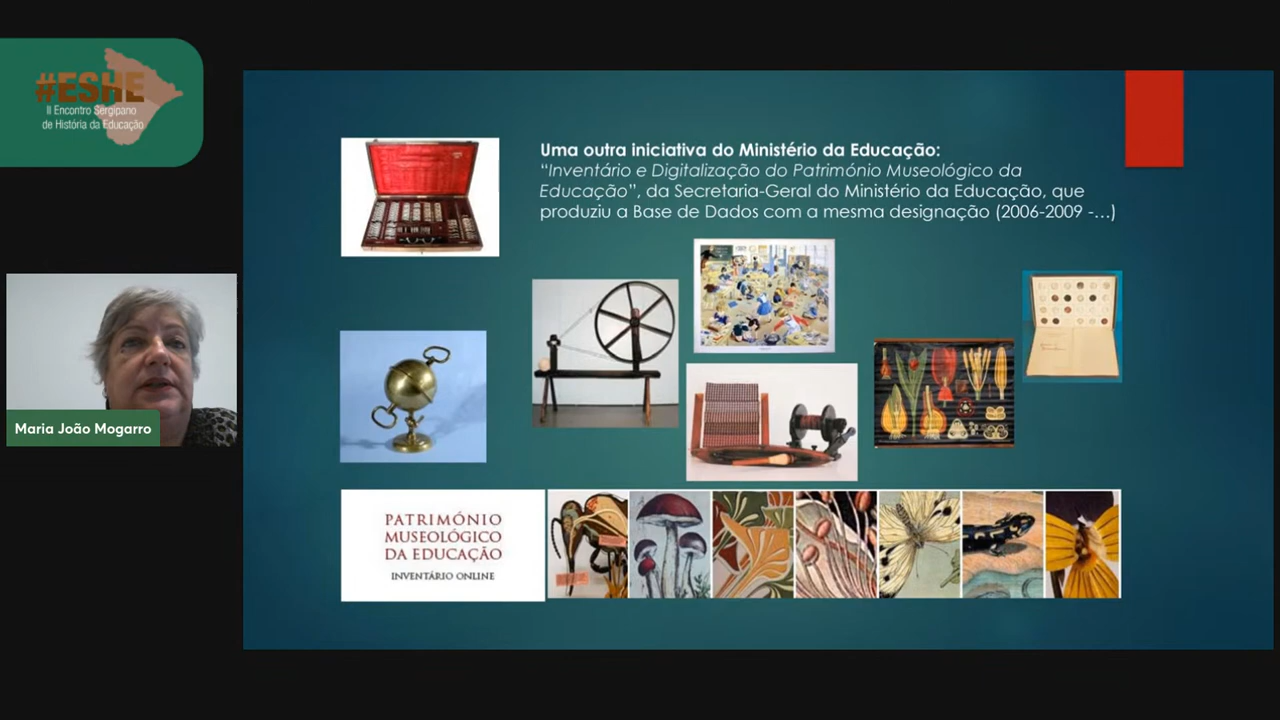 #ESHE
II Encontro Sergipano
de História da Educação
Maria João Mogarro
Uma outra iniciativa do Ministério da Educação:
“Inventário e Digitalização do Património Museológico da
Educação”, da Secretaria-Geral do Ministério da Educação, que
produziu a Base de Dados com a mesma designação (2006-2009 -...)
PATRIMÓNIO
MUSEOLÓGICO
DA EDUCAÇÃO
INVENTÁRIO ONLINE